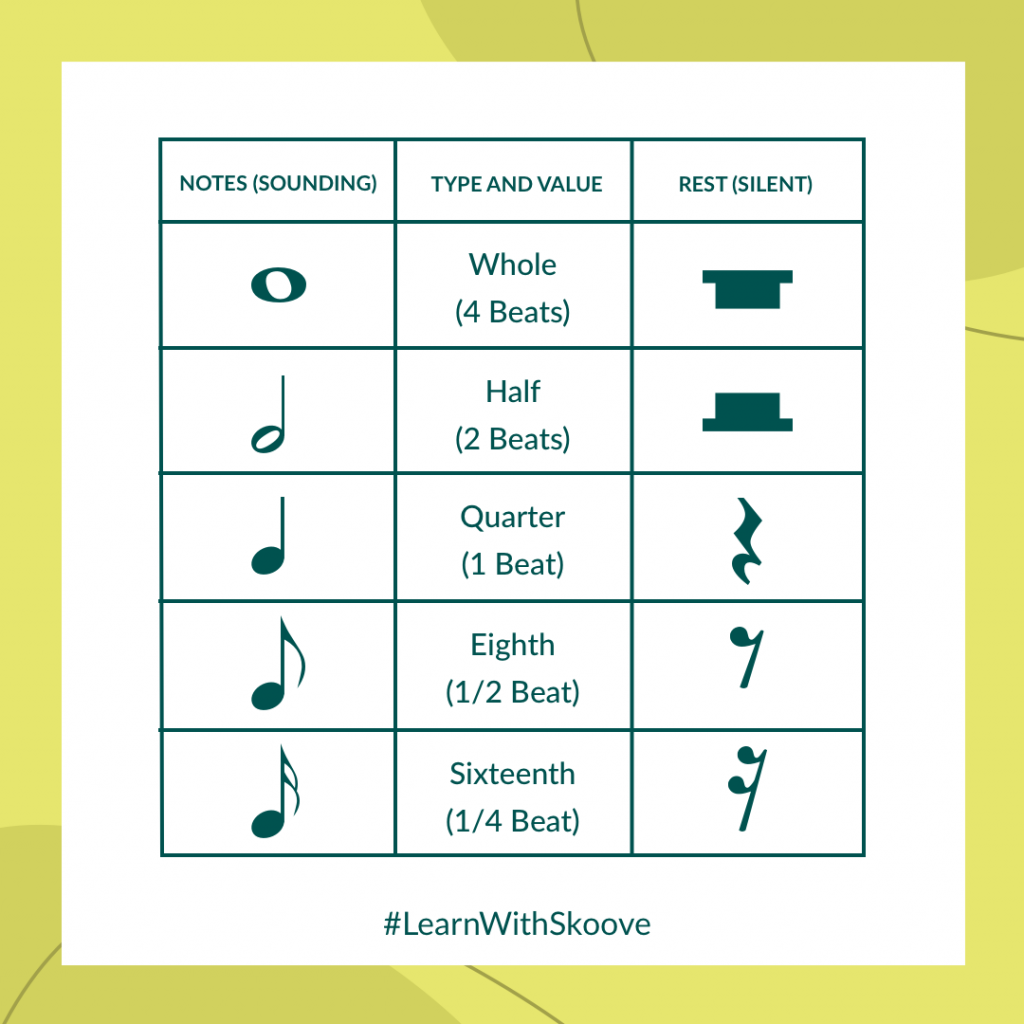 NOTES (SOUNDING)
TYPE AND VALUE
REST (SILENT)
Whole
(4 Beats)
Half
(2 Beats)
Quarter
(1 Beat)
Eighth
(1/2 Beat)
Sixteenth
(1/4 Beat)
#LearnWithSkoove